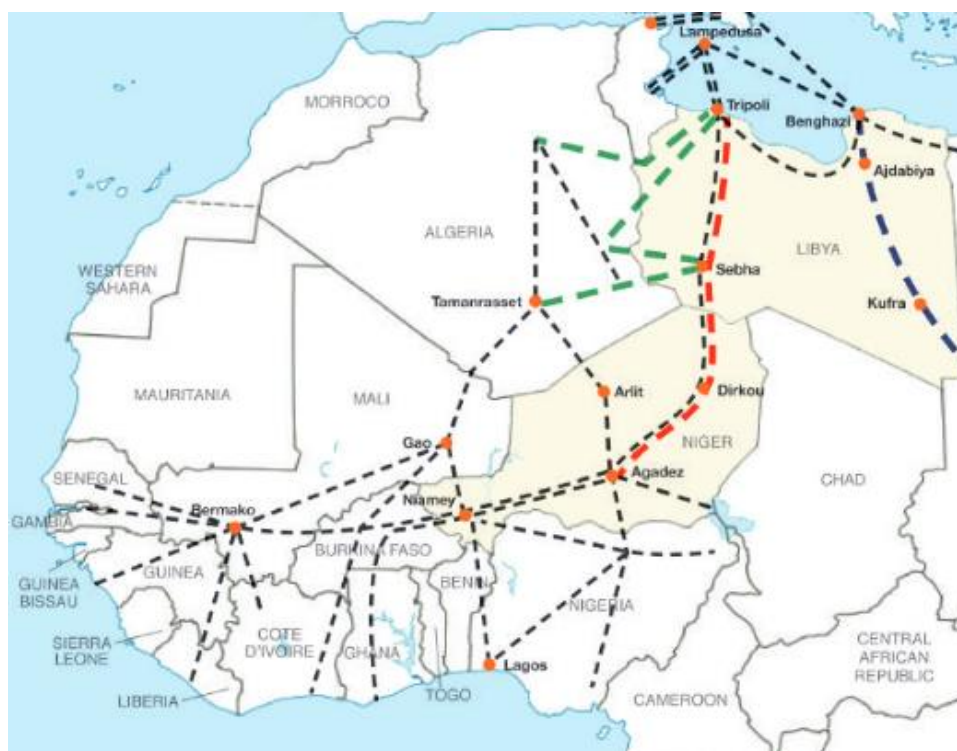 Lampedusa
Tripoli
Benghazi
MORROCO
Ajdabiya
ALGERIA
LIBYA
WESTERN
SAHARA
Sebha
Tamanrasset
Kufra
MAURITANIA
MALI
Arlit
Dirkou
Gao
NIGER
SENEGAL
Agadez
CHAD
Niamey
GAMBIA
Bermako
BURKINA FASO
GUINEA
BISSAU
GUINEA
BENIN
NIGERIA
SIERRA
LEONE
COTE
D'IVOIRE
GHANA
CENTRAL
AFRICAN
REPUBLIC
Lagos
LIBERIA
TOGO
CAMEROON